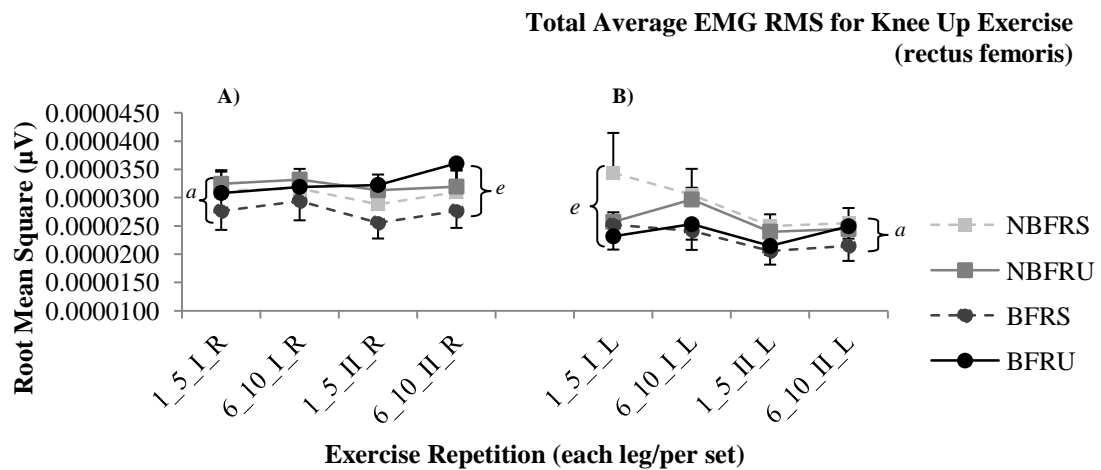 Total Average EMG RMS for Knee Up Exercise
(rectus femoris)
A)
B)
Root Mean Square (µV)
0.0000450
0.0000400
0.0000350
0.0000300
0.0000250
0.0000200
0.0000150
0.0000100
a
e
e
a
1_5_I_R
6_10_I_R
1_5_II_R
6_10_II_R
1_5_I_L
6_10_I_L
1_5_II_L
6_10_II_L
Exercise Repetition (each leg/per set)
NBFRS
NBFRU
BFRS
BFRU